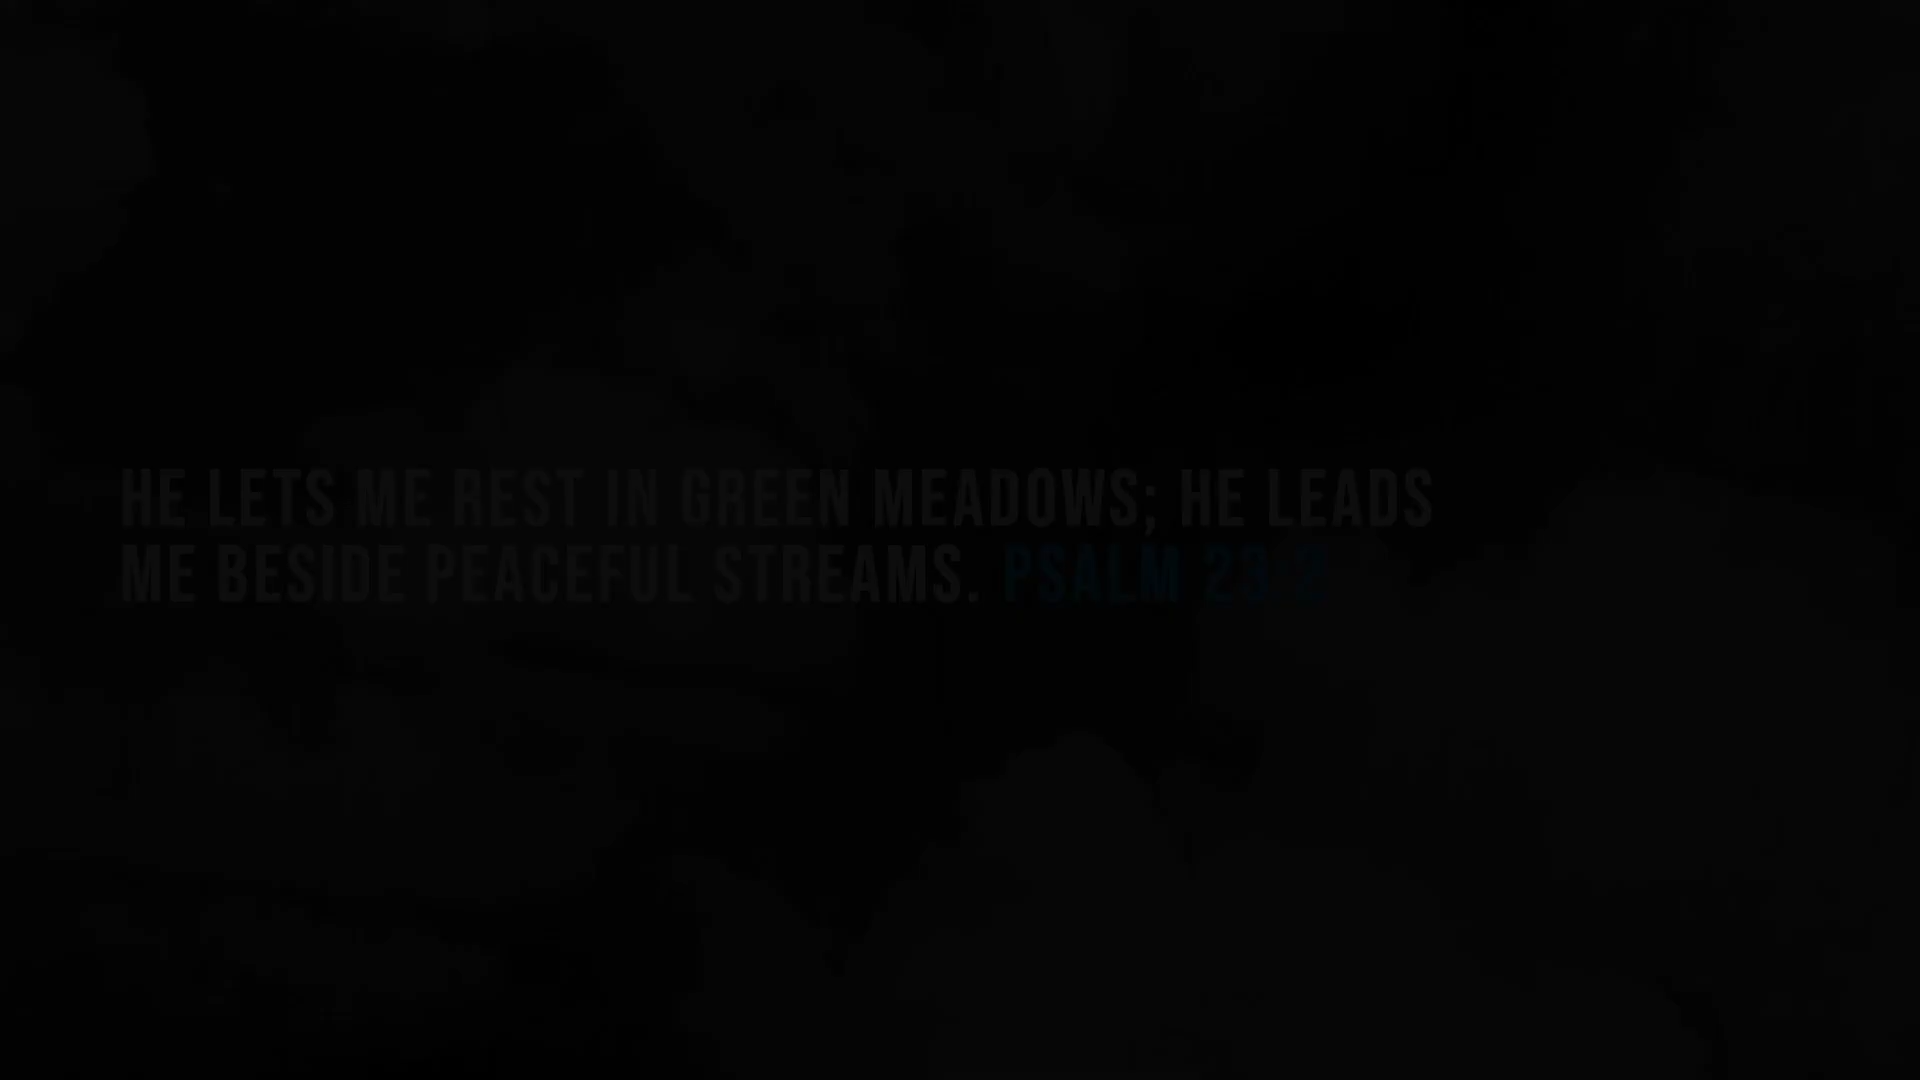 HE LETS ME REST IN GREEN MEADOWS; HE LEADS
ME BESIDE PEACEFUL STREAMS. PSALM 23:2